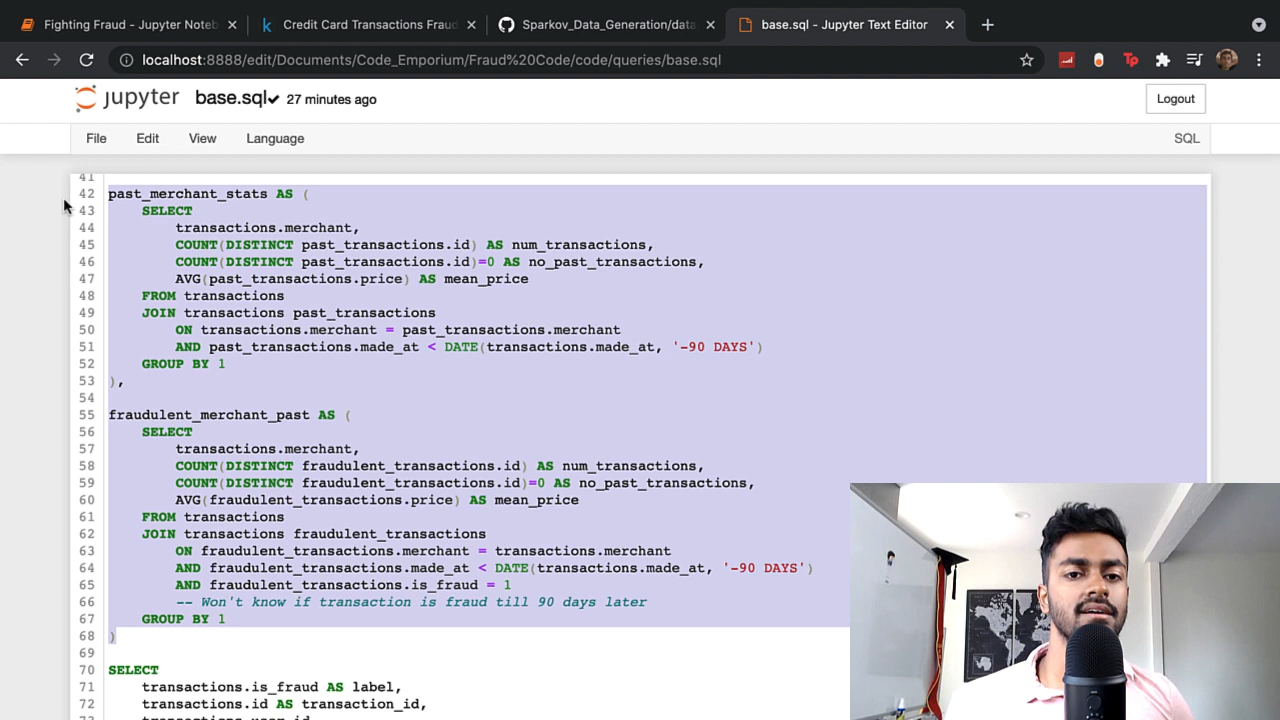 Fighting Fraud - Jupyter Noteb
Credit Card Transactions Fraud
Sparkov_Data_Generation/data
base.sql - Jupyter Text Editor
localhost:8888/edit/Documents/Code_Emporium/Fraud%20Code/code/queries/base.sql
jupyter base.sql✔ 27 minutes ago
Logout
File Edit View Language SQL
41
42 past_merchant_stats AS (
43 SELECT
44 transactions.merchant,
45 COUNT(DISTINCT past_transactions.id) AS num_transactions,
46 COUNT(DISTINCT past_transactions.id)=0 AS no_past_transactions,
47 AVG(past_transactions.price) AS mean_price
48 FROM transactions
49 JOIN transactions past_transactions
50 ON transactions.merchant = past_transactions.merchant
51 AND past_transactions.made_at < DATE(transactions.made_at, '-90 DAYS')
52 GROUP BY 1
53 ),
54
55 fraudulent_merchant_past AS (
56 SELECT
57 transactions.merchant,
58 COUNT(DISTINCT fraudulent_transactions.id) AS num_transactions,
59 COUNT(DISTINCT fraudulent_transactions.id)=0 AS no_past_transactions,
60 AVG(fraudulent_transactions.price) AS mean_price
61 FROM transactions
62 JOIN transactions fraudulent_transactions
63 ON fraudulent_transactions.merchant = transactions.merchant
64 AND fraudulent_transactions.made_at < DATE(transactions.made_at, '-90 DAYS')
65 AND fraudulent_transactions.is_fraud = 1
66 -- Won't know if transaction is fraud till 90 days later
67 GROUP BY 1
68 )
69
70 SELECT
71 transactions.is_fraud AS label,
72 transactions.id AS transaction_id,
73 transactions.user_id,